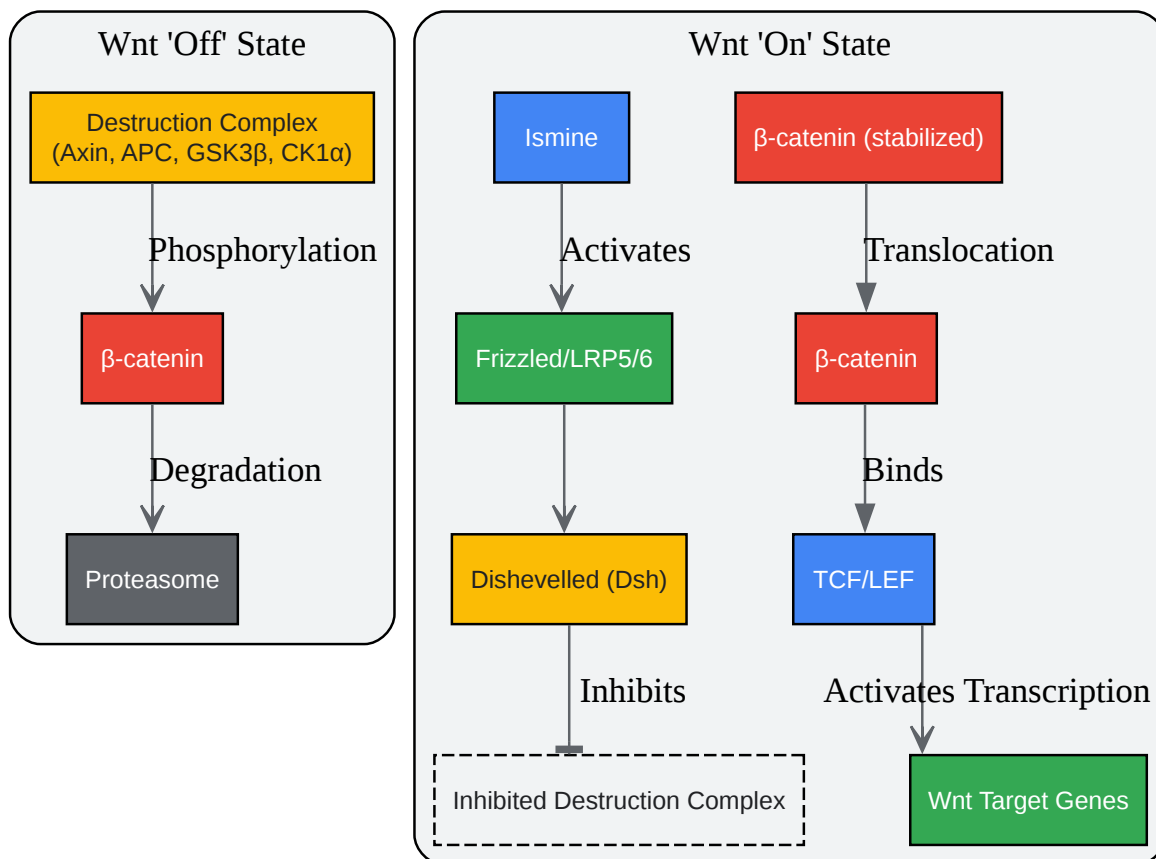 Wnt 'Off' State
Destruction Complex
(Axin, APC, GSK3β, CK1α)
Phosphorylation
β-catenin
Degradation
Proteasome
Wnt 'On' State
Ismine
Activates
Frizzled/LRP5/6
Dishevelled (Dsh)
Inhibits
Inhibited Destruction Complex
β-catenin (stabilized)
Translocation
β-catenin
Binds
TCF/LEF
Activates Transcription
Wnt Target Genes